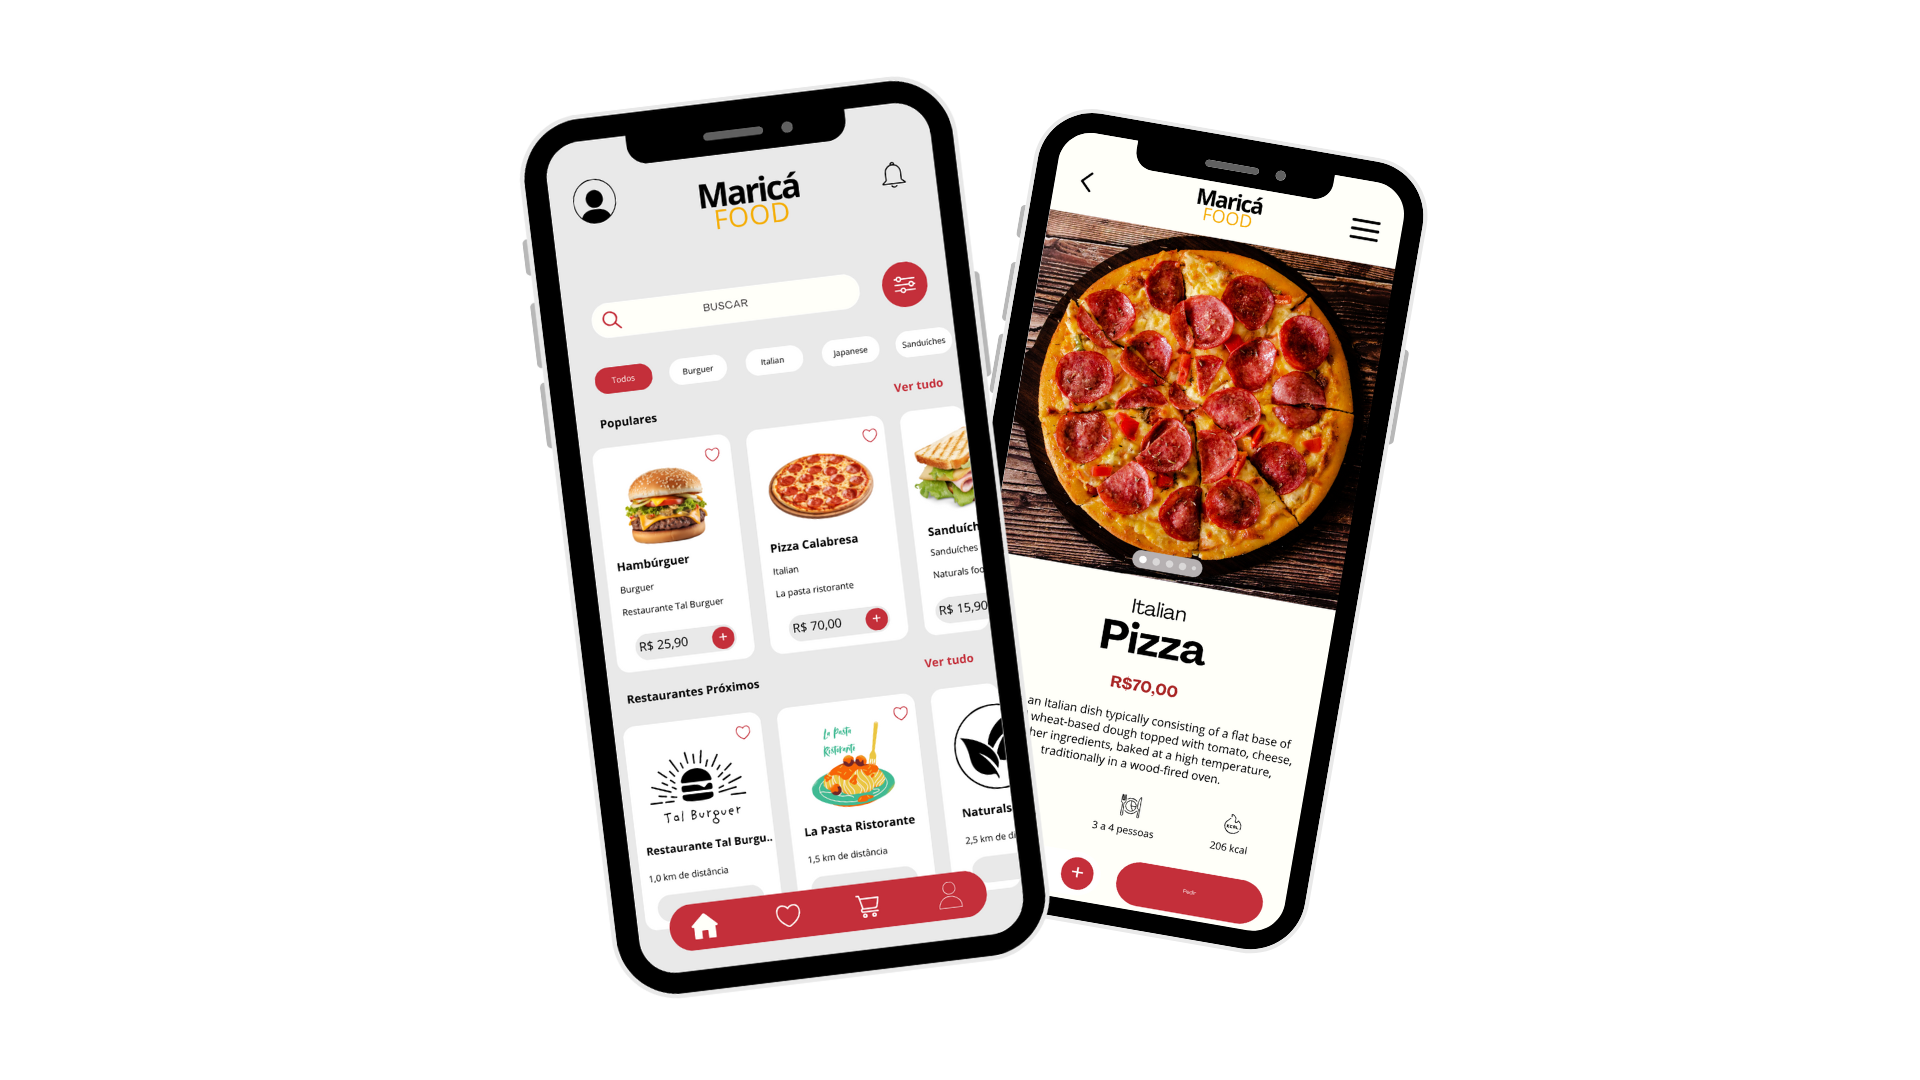 Maricá
FOOD
BUSCAR
Todos
Burguer
Italian
Japanese
Sanduíches
Ver tudo
Populares
Hambúrguer
Burguer
Restaurante Tal Burguer
R$ 25,90
+
Pizza Calabresa
Italian
La pasta ristorante
R$ 70,00
+
Sanduích
Sanduíches
Naturals foo
R$ 15,90
Ver tudo
Restaurantes Próximos
Tal Burguer
Restaurante Tal Burgu..
1,0 km de distância
La Pasta
Ristorante
La Pasta Ristorante
1,5 km de distância
Naturals
2,5 km de di
Maricá
FOOD
Italian
Pizza
R$70,00
an Italian dish typically consisting of a flat base of
wheat-based dough topped with tomato, cheese,
her ingredients, baked at a high temperature,
traditionally in a wood-fired oven.
3 a 4 pessoas
206 kcal
+
Pedir